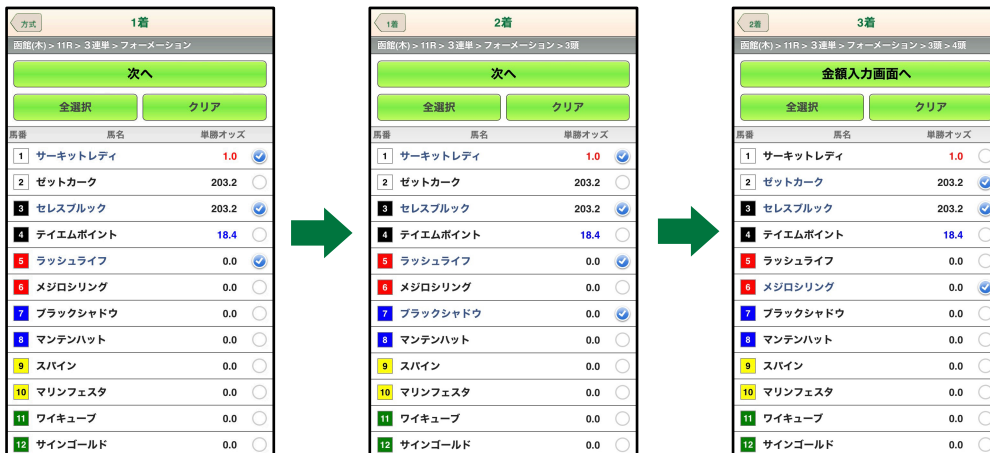 方式
1着
函館(木) > 11R > 3連単 > フォーメーション
次へ
全選択
クリア
馬番 馬名 単勝オッズ
1 サーキットレディ 1.0
2 ゼットカーク 203.2
3 セレスブルック 203.2
4 テイエムポイント 18.4
5 ラッシュライフ 0.0
6 メジロシリング 0.0
7 ブラックシャドウ 0.0
8 マンテンハット 0.0
9 スパイン 0.0
10 マリンフェスタ 0.0
11 ワイキューブ 0.0
12 サインゴールド 0.0
1着
2着
函館(木) > 11R > 3連単 > フォーメーション > 3頭
次へ
全選択
クリア
馬番 馬名 単勝オッズ
1 サーキットレディ 1.0
2 ゼットカーク 203.2
3 セレスブルック 203.2
4 テイエムポイント 18.4
5 ラッシュライフ 0.0
6 メジロシリング 0.0
7 ブラックシャドウ 0.0
8 マンテンハット 0.0
9 スパイン 0.0
10 マリンフェスタ 0.0
11 ワイキューブ 0.0
12 サインゴールド 0.0
2着
3着
函館(木) > 11R > 3連単 > フォーメーション > 3頭 > 4頭
金額入力画面へ
全選択
クリア
馬番 馬名 単勝オッズ
1 サーキットレディ 1.0
2 ゼットカーク 203.2
3 セレスブルック 203.2
4 テイエムポイント 18.4
5 ラッシュライフ 0.0
6 メジロシリング 0.0
7 ブラックシャドウ 0.0
8 マンテンハット 0.0
9 スパイン 0.0
10 マリンフェスタ 0.0
11 ワイキューブ 0.0
12 サインゴールド 0.0